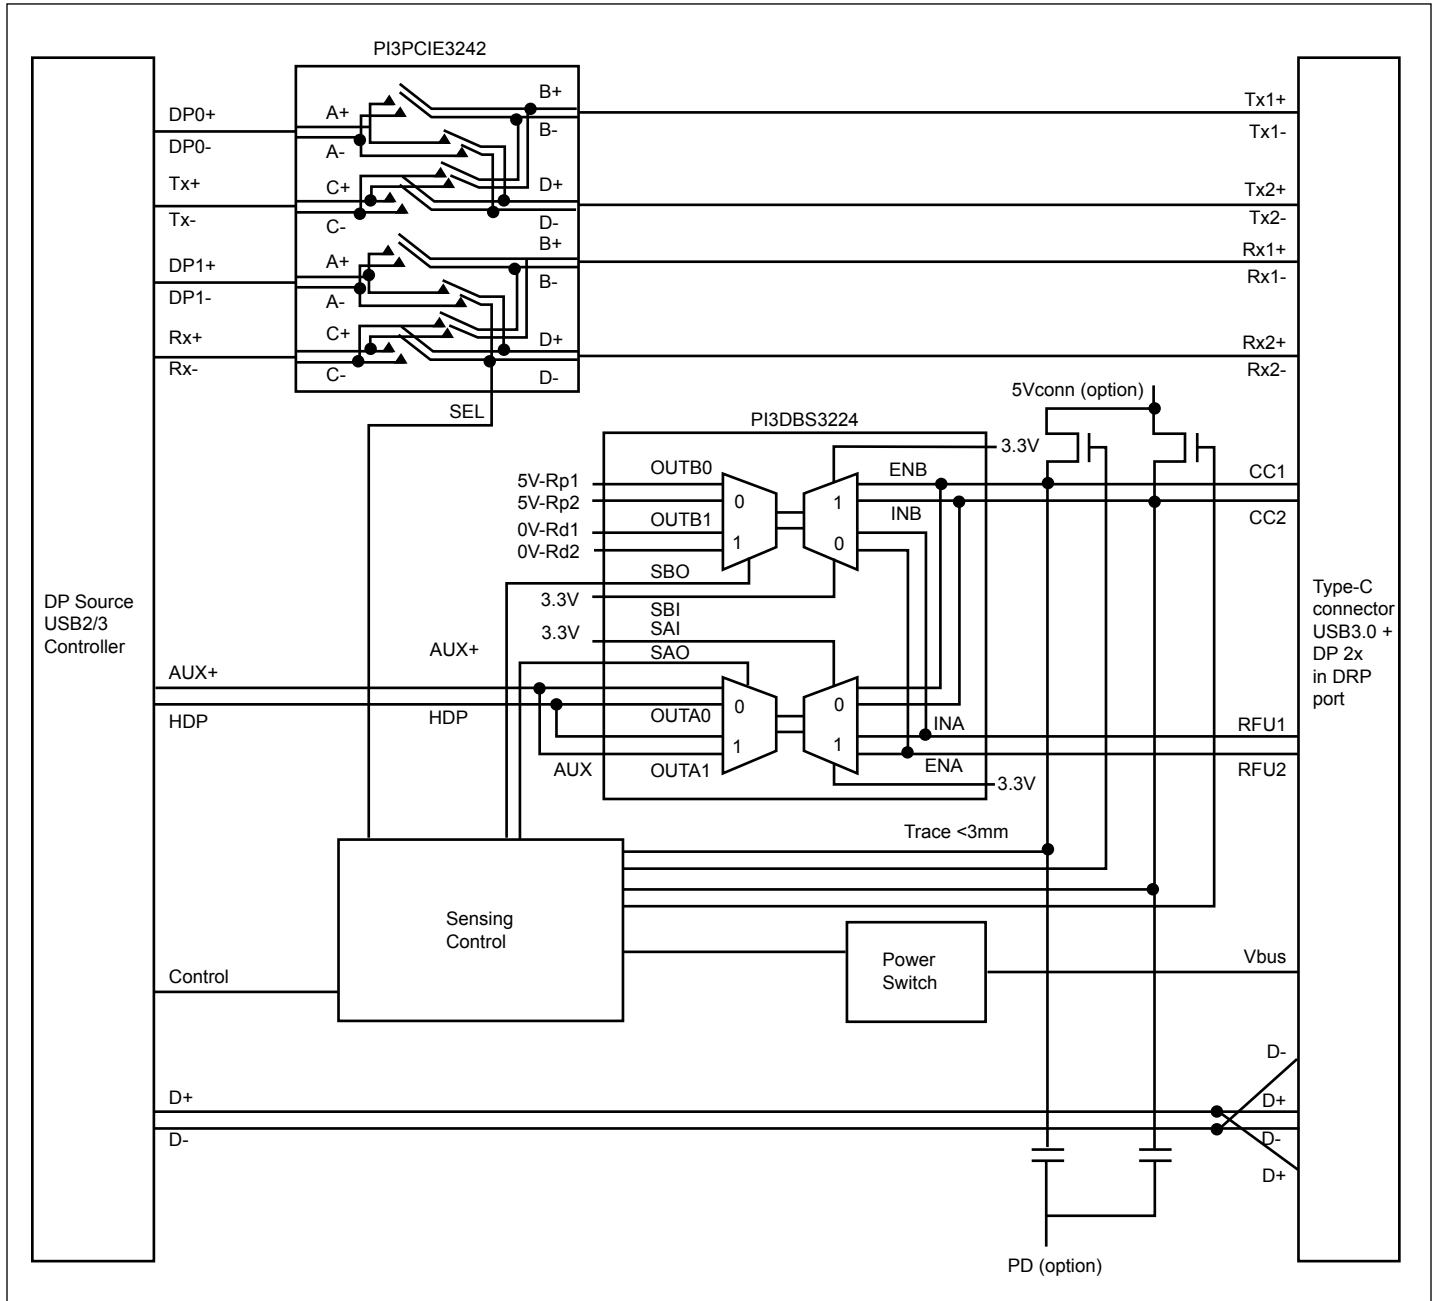 PI3PCIE3242
DP0+
DP0-
Tx+
Tx-
DP1+
DP1-
Rx+
Rx-
A+
A-
C+
C-
A+
A-
C+
C-
B+
B-
D+
D-
B+
B-
D+
D-
Tx1+
Tx1-
Tx2+
Tx2-
Rx1+
Rx1-
Rx2+
Rx2-
SEL
5Vconn (option)
PI3DBS3224
3.3V
5V-Rp1
5V-Rp2
0V-Rd1
0V-Rd2
OUTB0
OUTB1
0
1
1
0
ENB
INB
CC1
CC2
SBO
3.3V
SBI
3.3V
SAI
SAO
DP Source
USB2/3
Controller
Type-C
connector
USB3.0 +
DP 2x
in DRP
port
AUX+
HDP
AUX+
HDP
AUX
OUTA0
OUTA1
0
1
0
1
INA
ENA
3.3V
RFU1
RFU2
Trace <3mm
Sensing
Control
Power
Switch
Vbus
Control
D+
D-
D-
D+
D-
D+
PD (option)